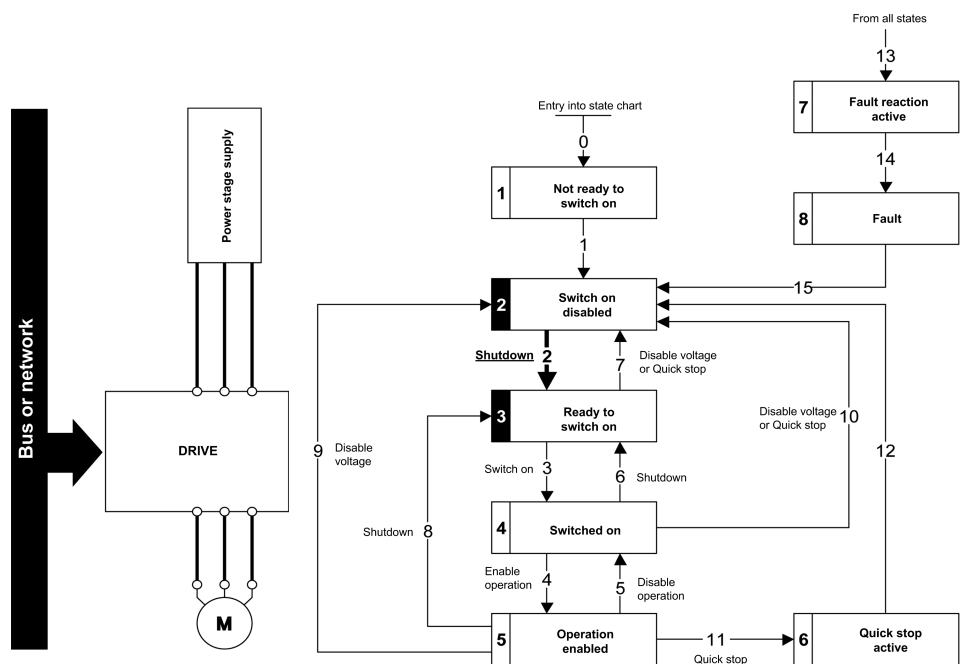 From all states
13
7
Fault reaction
active
14
8
Fault
15
Entry into state chart
0
1
Not ready to
switch on
1
2
Switch on
disabled
Shutdown 2
7
Disable voltage
or Quick stop
3
Ready to
switch on
Switch on 3
6 Shutdown
4
Switched on
Enable
operation
4
5
Disable
operation
5
Operation
enabled
11
Quick stop
6
Quick stop
active
Disable voltage
or Quick stop
10
12
9
Disable
voltage
Shutdown 8
Bus or network
Power stage supply
DRIVE
M